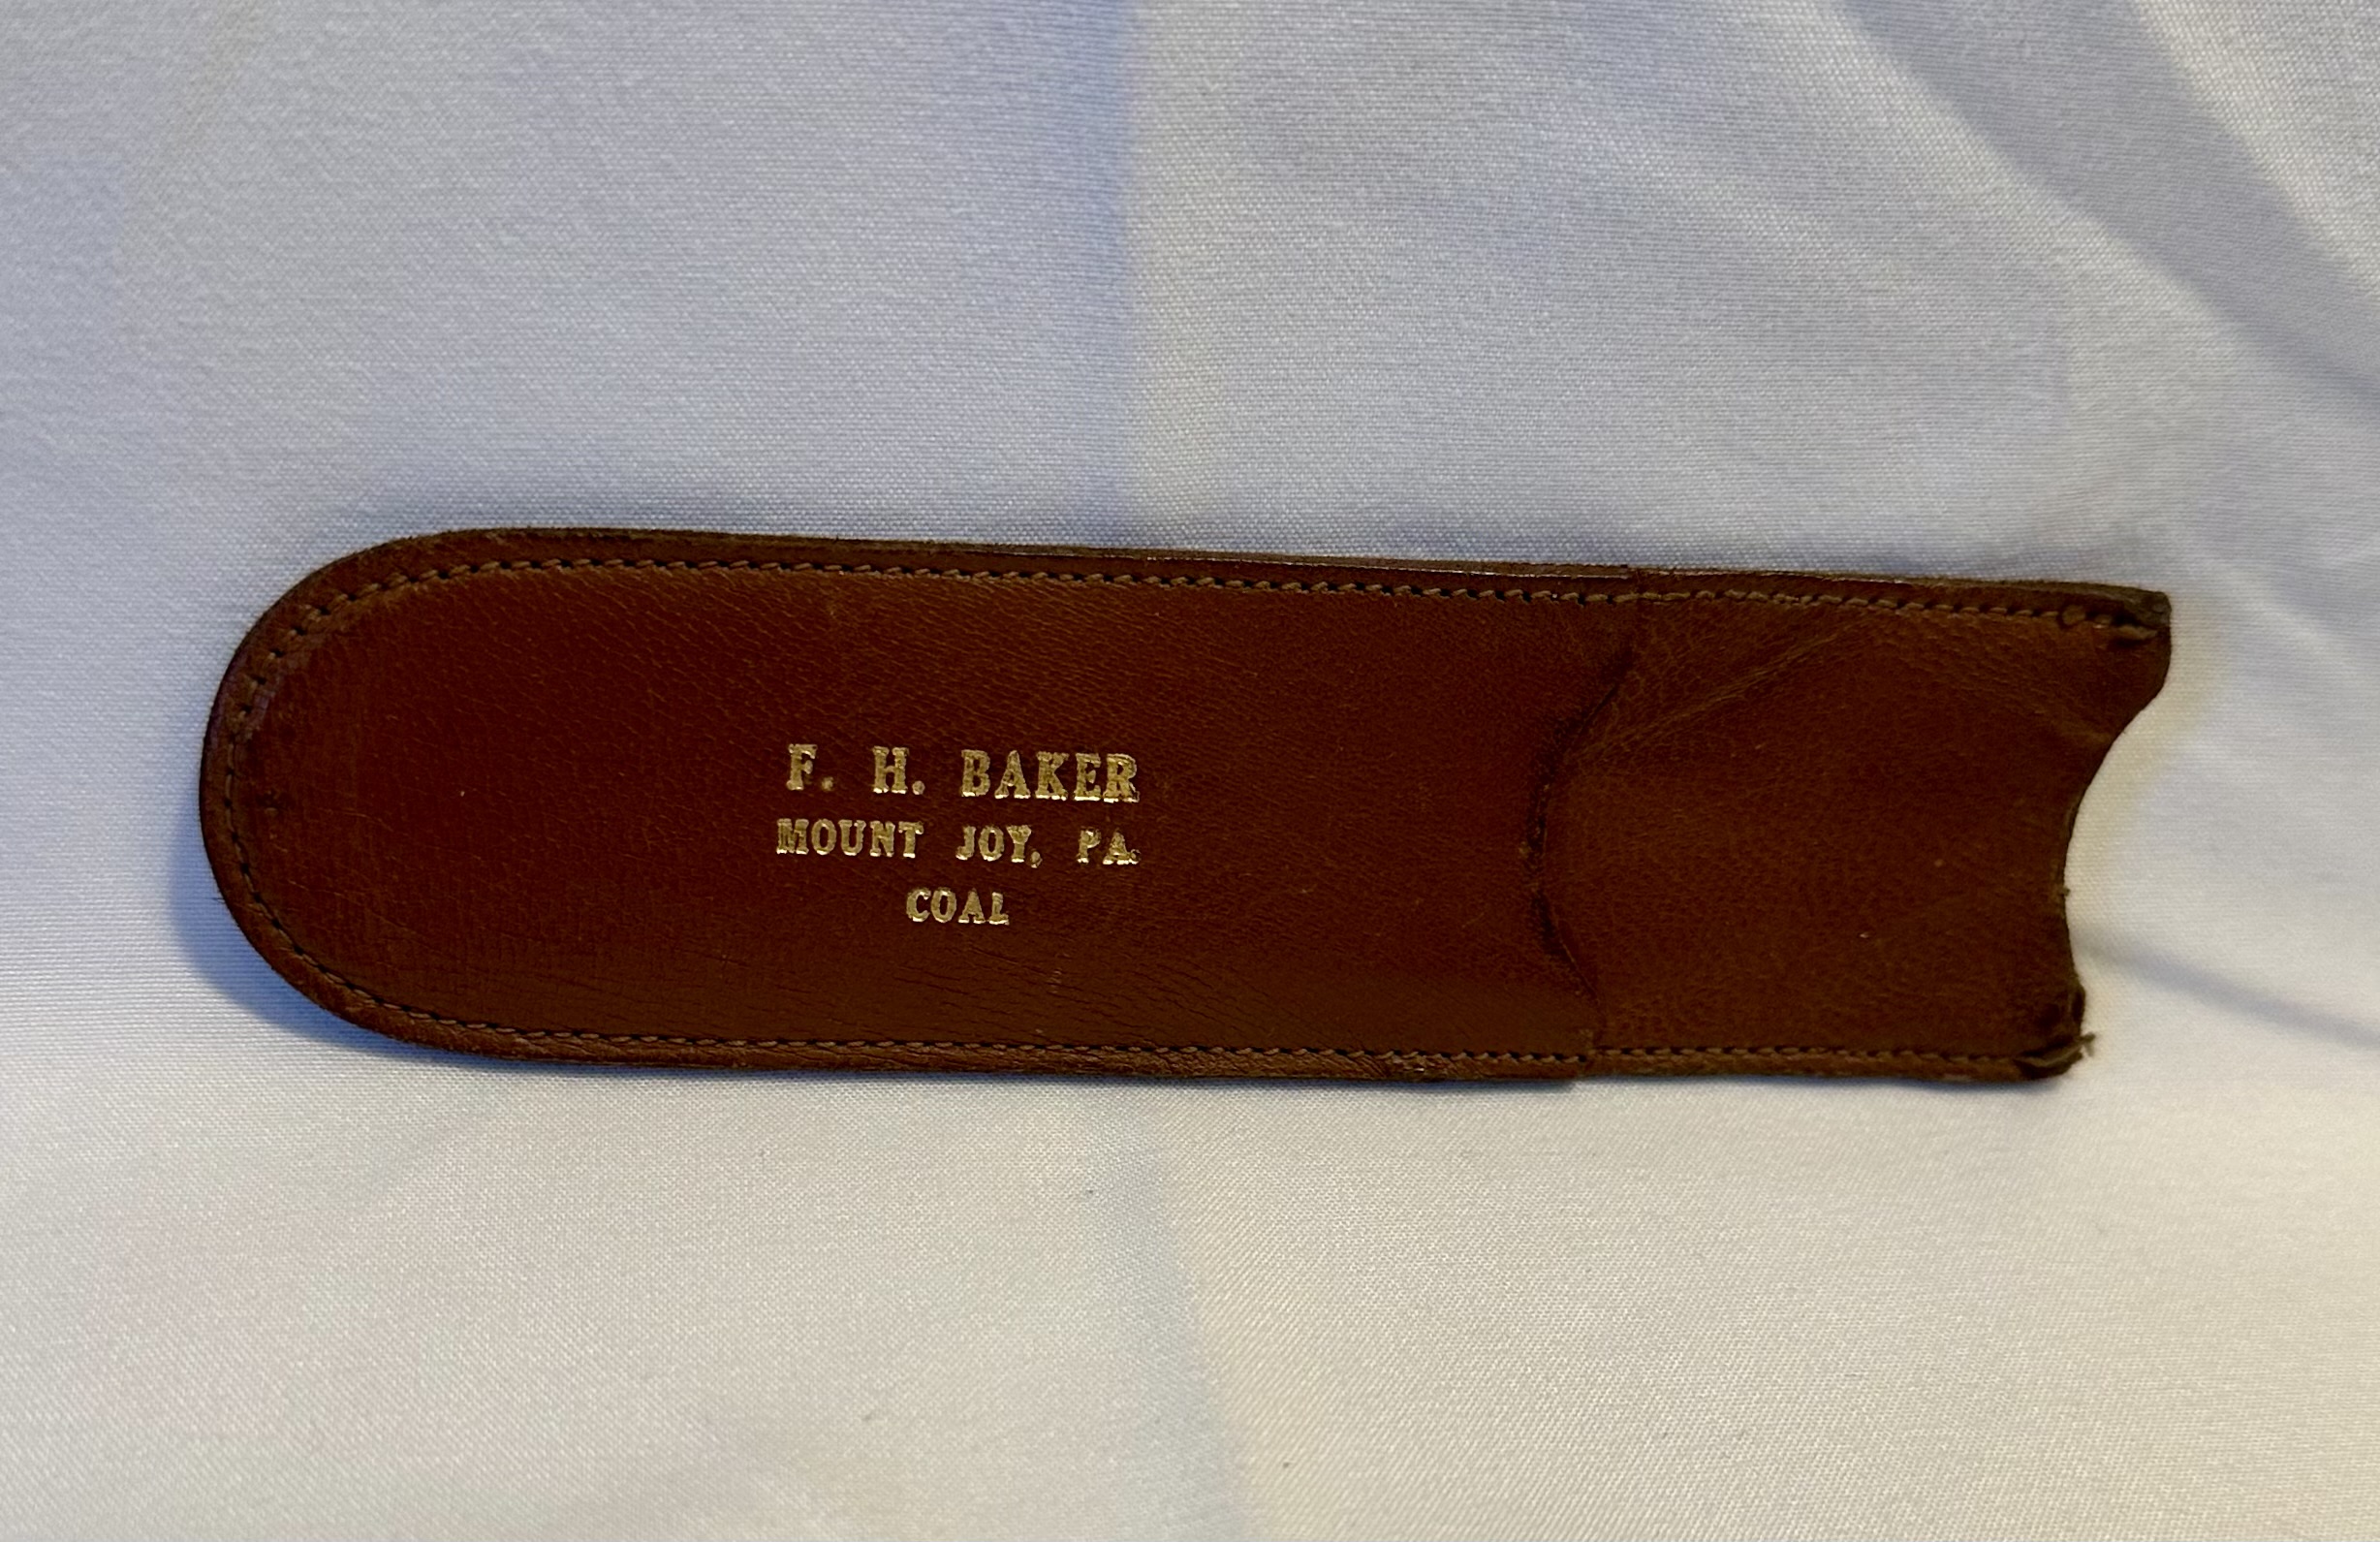 F. H. BAKER
MOUNT JOY, PA.
COAL